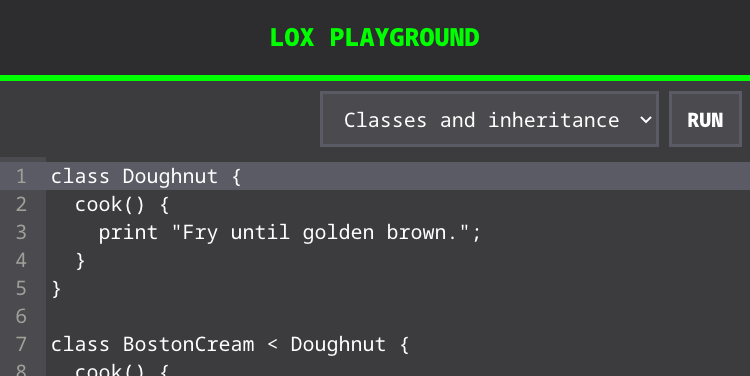 LOX PLAYGROUND
Classes and inheritance RUN
1 class Doughnut {
2   cook() {
3     print "Fry until golden brown.";
4   }
5 }
6
7 class BostonCream < Doughnut {
8   cook() {